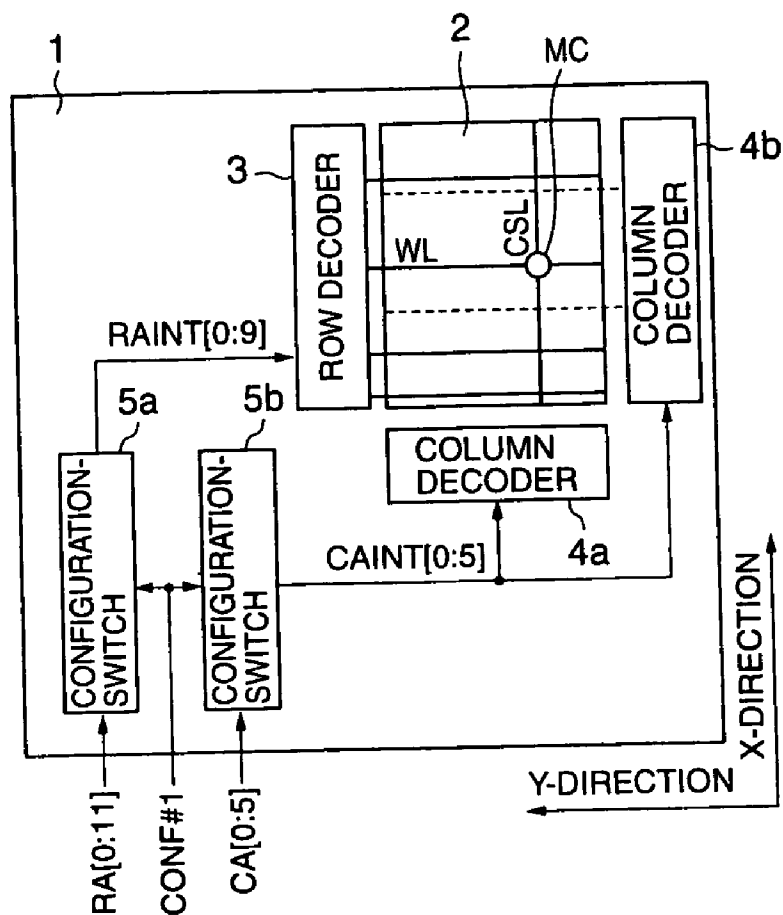 1
2
MC
3
4b
ROW DECODER
WL
CSL
COLUMN
DECODER
RAINT[0:9]
5a
5b
CONFIGURATION-
SWITCH
CONFIGURATION-
SWITCH
COLUMN
DECODER
4a
CAINT[0:5]
X-DIRECTION
Y-DIRECTION
RA[0:11]
CONF#1
CA[0:5]